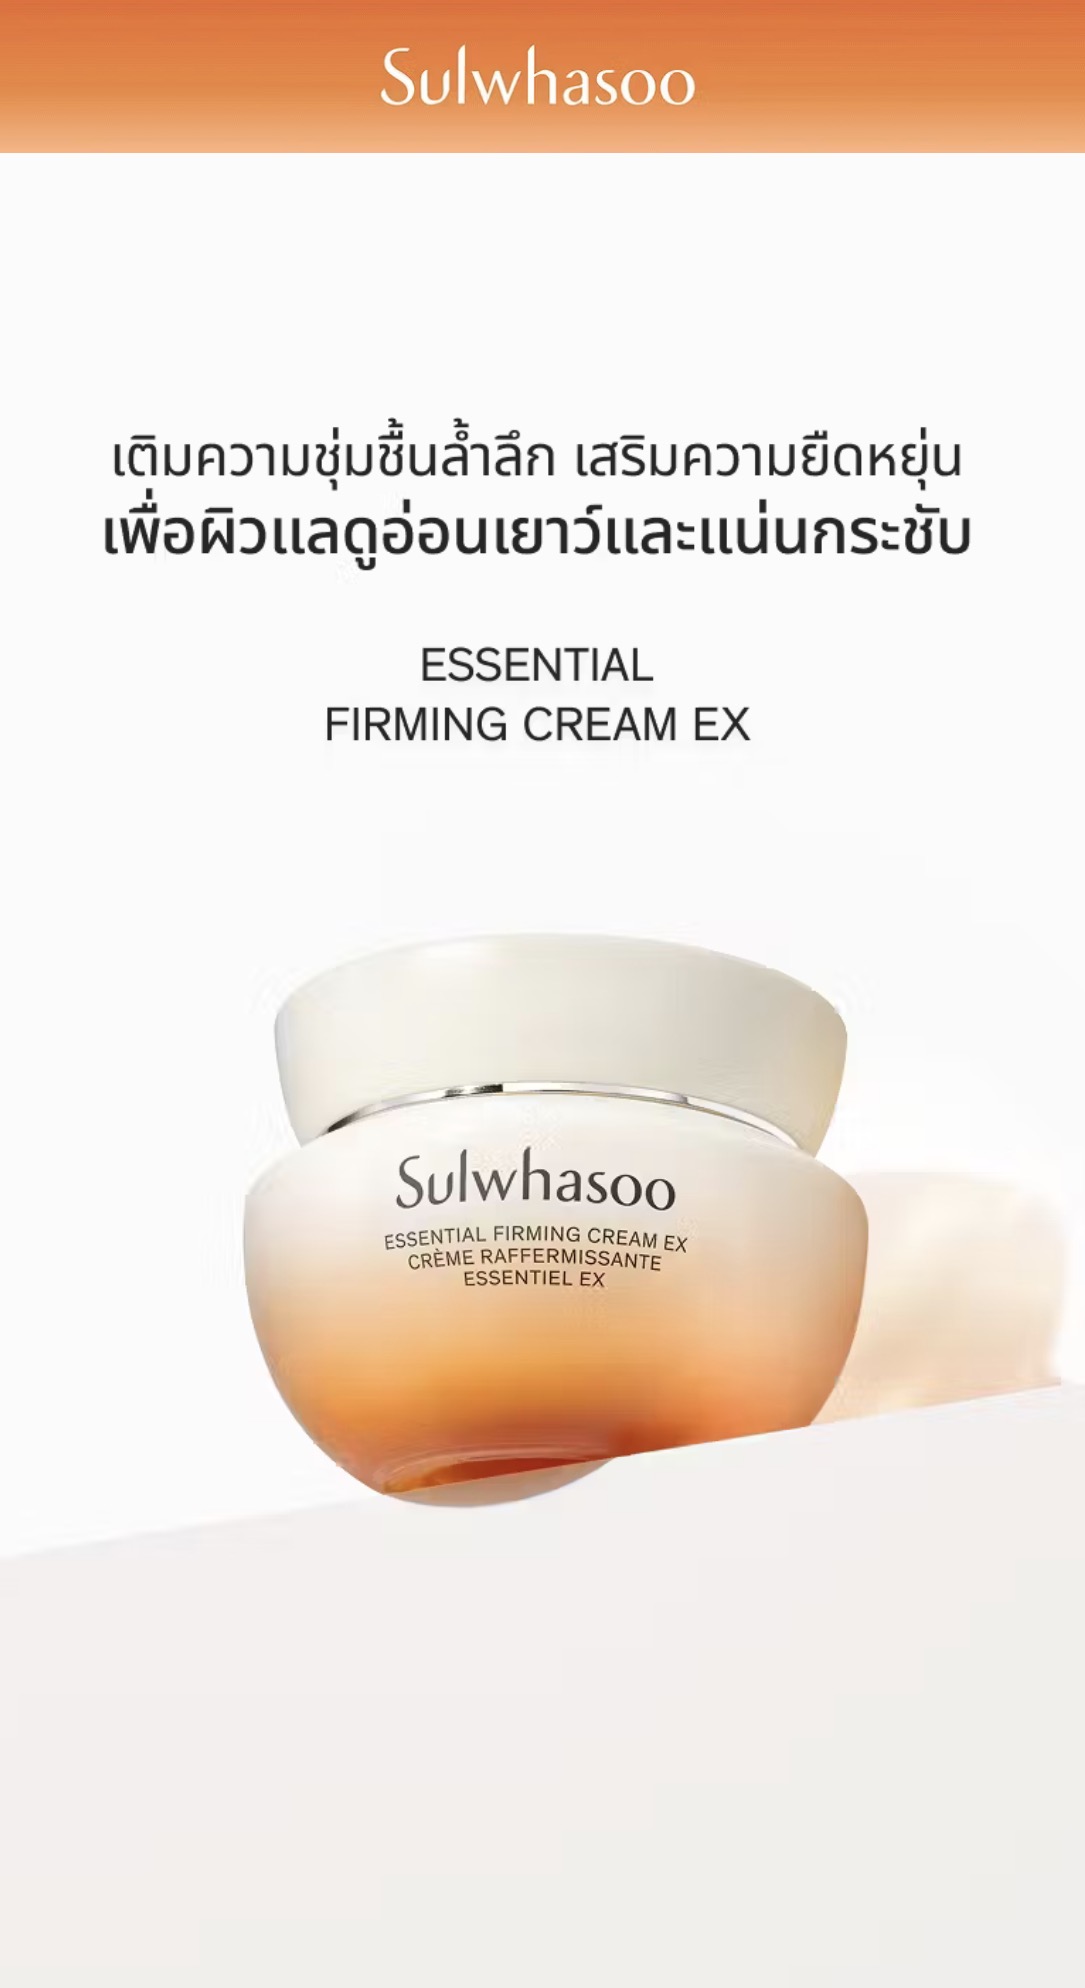 Sulwhasoo
เติมความชุ่มชื้นล้ำลึก เสริมความยืดหยุ่น
เพื่อผิวแลดูอ่อนเยาว์และแน่นกระชับ
ESSENTIAL
FIRMING CREAM EX
Sulwhasoo
ESSENTIAL FIRMING CREAM EX
CRÈME RAFFERMISSANTE
ESSENTIEL EX